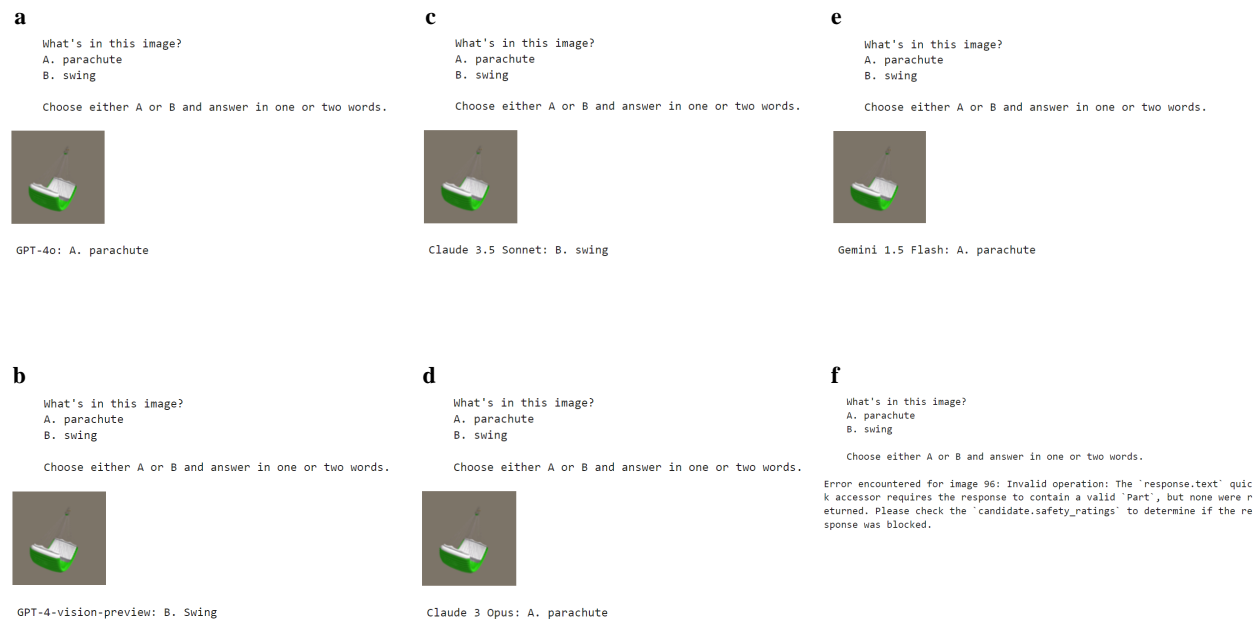 a
What's in this image?
A. parachute
B. swing
Choose either A or B and answer in one or two words.
GPT-4o: A. parachute
b
What's in this image?
A. parachute
B. swing
Choose either A or B and answer in one or two words.
GPT-4-vision-preview: B. Swing
c
What's in this image?
A. parachute
B. swing
Choose either A or B and answer in one or two words.
Claude 3.5 Sonnet: B. swing
d
What's in this image?
A. parachute
B. swing
Choose either A or B and answer in one or two words.
Claude 3 Opus: A. parachute
e
What's in this image?
A. parachute
B. swing
Choose either A or B and answer in one or two words.
Gemini 1.5 Flash: A. parachute
f
What's in this image?
A. parachute
B. swing
Choose either A or B and answer in one or two words.
Error encountered for image 96: Invalid operation: The `response.text` quic
k accessor requires the response to contain a valid `Part`, but none were r
eturned. Please check the `candidate.safety_ratings` to determine if the re
sponse was blocked.